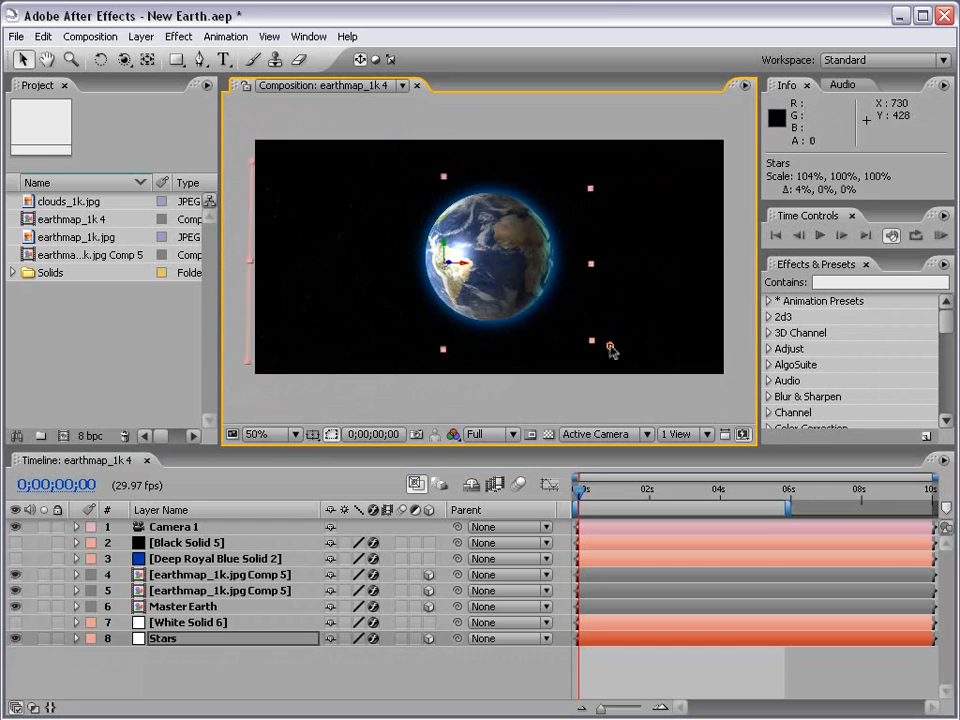 Adobe After Effects - New Earth.aep *
File Edit Composition Layer Effect Animation View Window Help
Workspace: Standard
Project
Composition: earthmap_1k 4
Info Audio
R:
G:
B:
A: 0
X: 730
Y: 428
Stars
Scale: 104%, 100%, 100%
Δ: 4%, 0%, 0%
Name Type
clouds_1k.jpg JPEG
earthmap_1k 4 Comp
earthmap_1k.jpg JPEG
earthma...k.jpg Comp 5 Comp
Solids Folde
Time Controls
Effects & Presets
Contains:
* Animation Presets
2d3
3D Channel
Adjust
AlgoSuite
Audio
Blur & Sharpen
Channel
Color Correction
8 bpc
50% 0;00;00;00 Full Active Camera 1 View
Timeline: earthmap_1k 4
0;00;00;00 (29.97 fps)
02s 04s 06s 08s 10s
# Layer Name Parent
1 Camera 1 None
2 [Black Solid 5] None
3 [Deep Royal Blue Solid 2] None
4 [earthmap_1k.jpg Comp 5] None
5 [earthmap_1k.jpg Comp 5] None
6 Master Earth None
7 [White Solid 6] None
8 Stars None